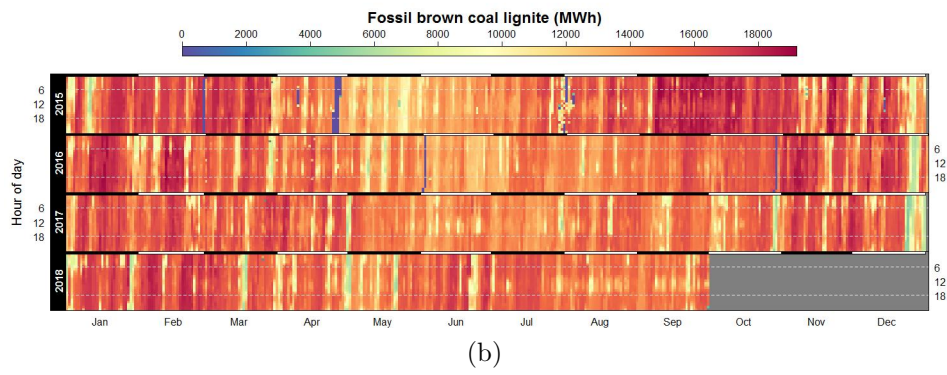 Fossil brown coal lignite (MWh)
0 2000 4000 6000 8000 10000 12000 14000 16000 18000
Hour of day
6 12 18 2015
2016 6 12 18
6 12 18 2017
2018 6 12 18
Jan Feb Mar Apr May Jun Jul Aug Sep Oct Nov Dec
(b)